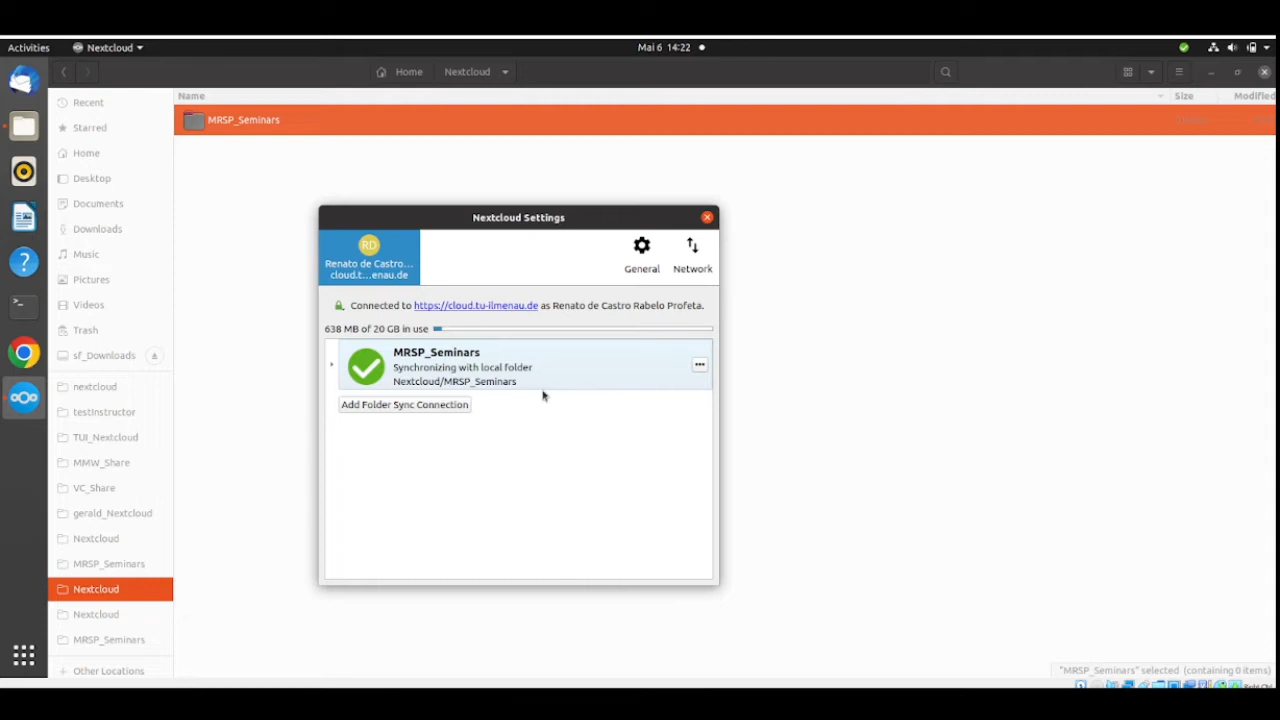 Activities
Nextcloud
Mai 6 14:22
Home
Nextcloud
Name
Size
Modified
MRSP_Seminars
Recent
Starred
Home
Desktop
Documents
Downloads
Music
Pictures
Videos
Trash
sf_Downloads
nextcloud
testInstructor
TUI_Nextcloud
MMW_Share
VC_Share
gerald_Nextcloud
Nextcloud
MRSP_Seminars
Nextcloud
Nextcloud
MRSP_Seminars
+ Other Locations
Nextcloud Settings
RD
Renato de Castro...
cloud.t...enau.de
General
Network
Connected to https://cloud.tu-ilmenau.de as Renato de Castro Rabelo Profeta.
638 MB of 20 GB in use
MRSP_Seminars
Synchronizing with local folder
Nextcloud/MRSP_Seminars
Add Folder Sync Connection
"MRSP_Seminars" selected (containing 0 items)